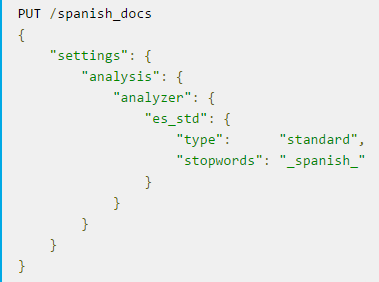 PUT /spanish_docs
{
    "settings": {
        "analysis": {
            "analyzer": {
                "es_std": {
                    "type":      "standard",
                    "stopwords": "_spanish_"
                }
            }
        }
    }
}